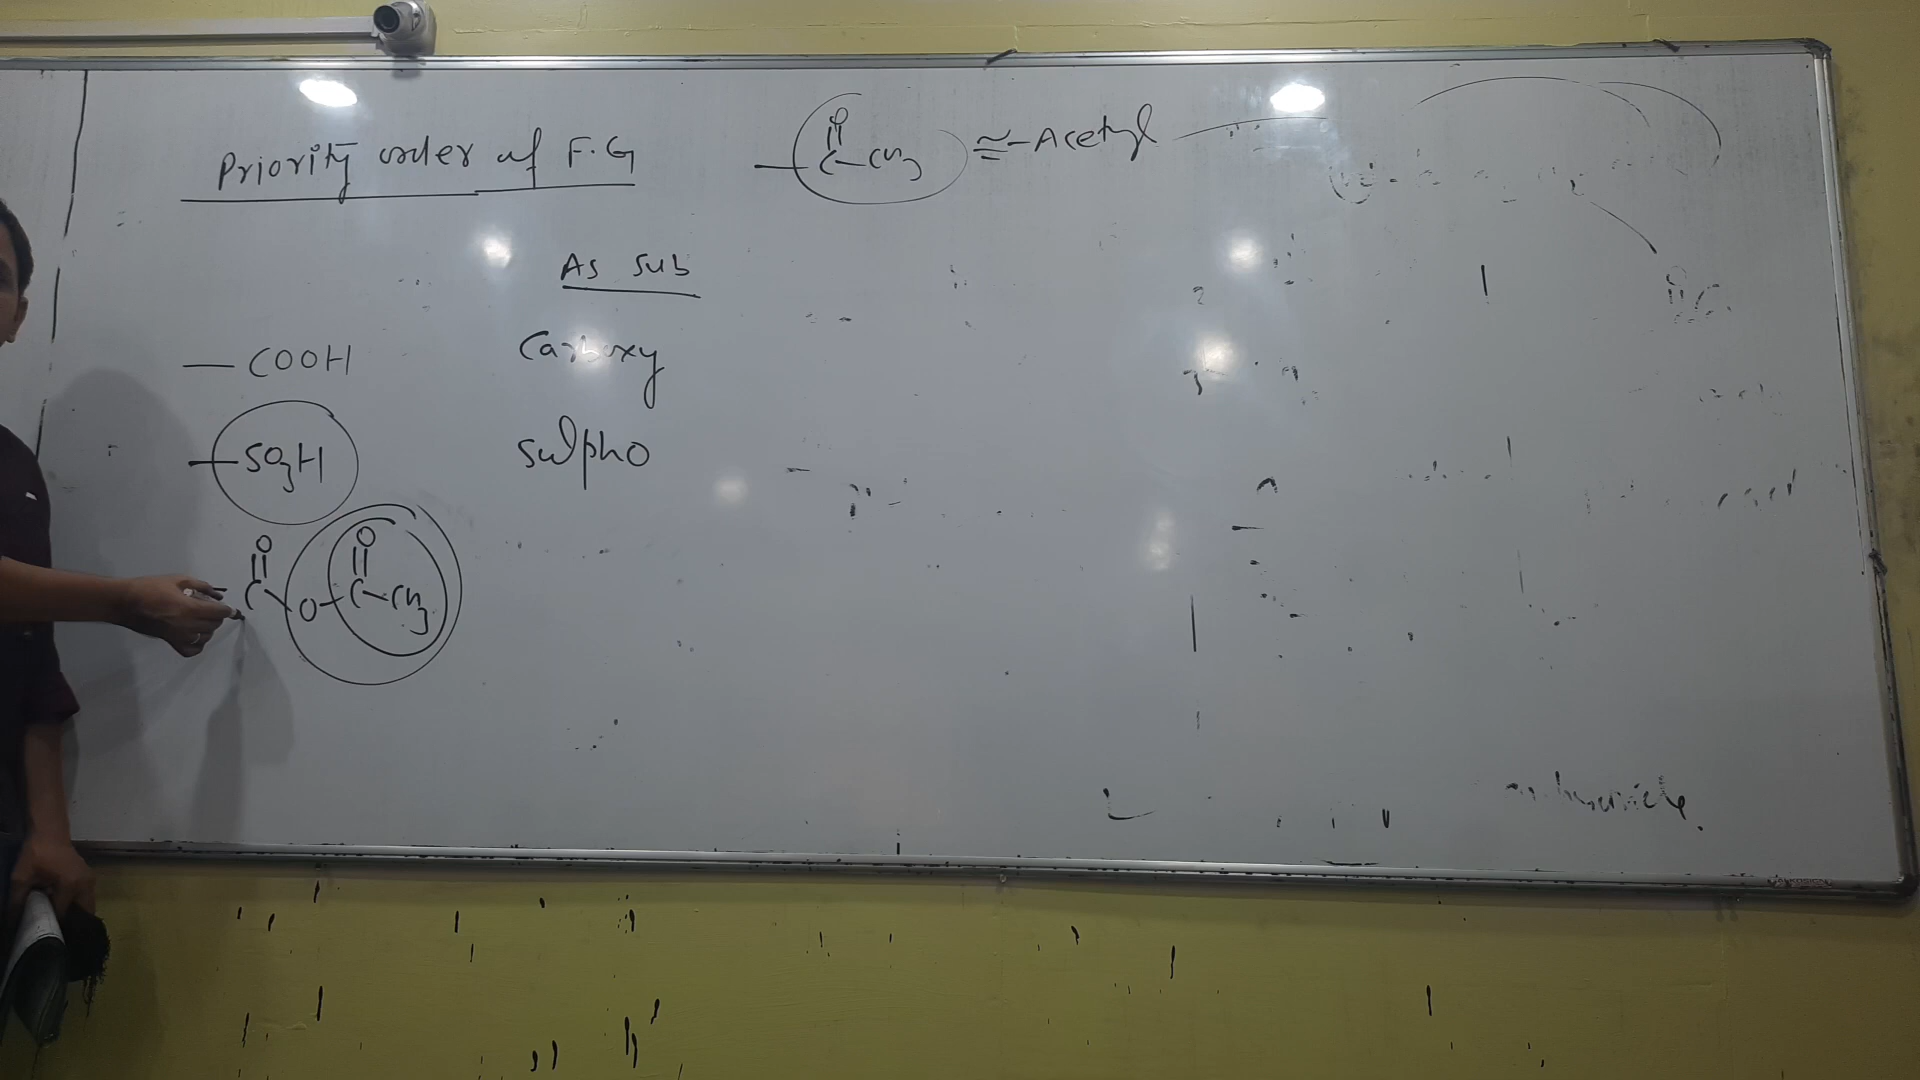 Priority order of F.G
O
—C—CH3 ≅ -Acetyl
As sub
—COOH Carboxy
—SO3H sulpho
O O
C O—C—CH3